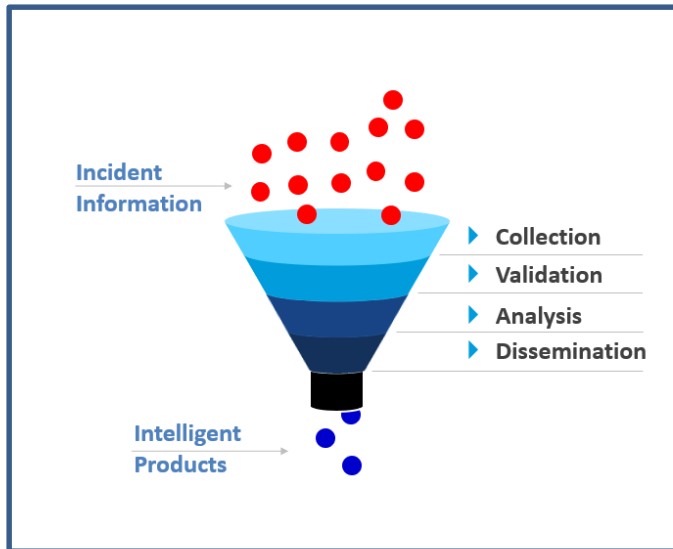 Incident
Information
Collection
Validation
Analysis
Dissemination
Intelligent
Products